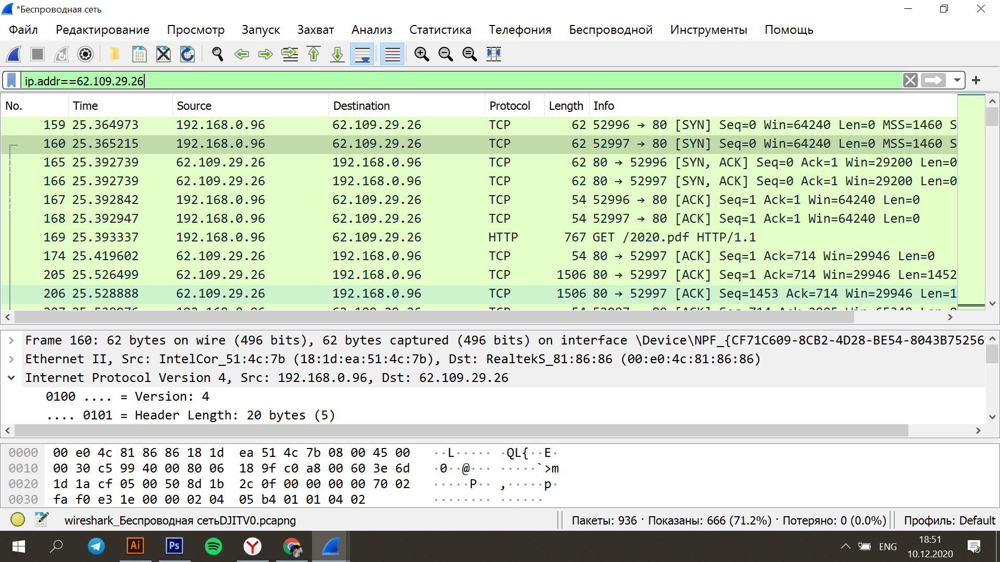 *Беспроводная сеть
Файл Редактирование Просмотр Запуск Захват Анализ Статистика Телефония Беспроводной Инструменты Помощь
ip.addr==62.109.29.26
No. Time Source Destination Protocol Length Info
159 25.364973 192.168.0.96 62.109.29.26 TCP 62 52996 → 80 [SYN] Seq=0 Win=64240 Len=0 MSS=1460 S
160 25.365215 192.168.0.96 62.109.29.26 TCP 62 52997 → 80 [SYN] Seq=0 Win=64240 Len=0 MSS=1460 S
165 25.392739 62.109.29.26 192.168.0.96 TCP 62 80 → 52996 [SYN, ACK] Seq=0 Ack=1 Win=29200 Len=0
166 25.392739 62.109.29.26 192.168.0.96 TCP 62 80 → 52997 [SYN, ACK] Seq=0 Ack=1 Win=29200 Len=0
167 25.392842 192.168.0.96 62.109.29.26 TCP 54 52996 → 80 [ACK] Seq=1 Ack=1 Win=64240 Len=0
168 25.392947 192.168.0.96 62.109.29.26 TCP 54 52997 → 80 [ACK] Seq=1 Ack=1 Win=64240 Len=0
169 25.393337 192.168.0.96 62.109.29.26 HTTP 767 GET /2020.pdf HTTP/1.1
174 25.419602 62.109.29.26 192.168.0.96 TCP 54 80 → 52997 [ACK] Seq=1 Ack=714 Win=29946 Len=0
205 25.526499 62.109.29.26 192.168.0.96 TCP 1506 80 → 52997 [ACK] Seq=1 Ack=714 Win=29946 Len=1452
206 25.528888 62.109.29.26 192.168.0.96 TCP 1506 80 → 52997 [ACK] Seq=1453 Ack=714 Win=29946 Len=1
Frame 160: 62 bytes on wire (496 bits), 62 bytes captured (496 bits) on interface \Device\NPF_{CF71C609-8CB2-4D28-BE54-8043B752569
Ethernet II, Src: IntelCor_51:4c:7b (18:1d:ea:51:4c:7b), Dst: RealtekS_81:86:86 (00:e0:4c:81:86:86)
Internet Protocol Version 4, Src: 192.168.0.96, Dst: 62.109.29.26
0100 .... = Version: 4
.... 0101 = Header Length: 20 bytes (5)
0000 00 e0 4c 81 86 86 18 1d ea 51 4c 7b 08 00 45 00 ··L····· ·QL{··E·
0010 00 30 c5 99 40 00 80 06 18 9f c0 a8 00 60 3e 6d ·0··@··· ·····`>m
0020 1d 1a cf 05 00 50 8d 1b 2c 0f 00 00 00 00 70 02 ·····P·· ,·····p·
0030 fa f0 e3 1e 00 00 02 04 05 b4 01 01 04 02 ········ ······
wireshark_Беспроводная сетьDJITV0.pcapng Пакеты: 936 · Показаны: 666 (71.2%) · Потеряно: 0 (0.0%) Профиль: Default
Ai Ps ENG 18:51
10.12.2020